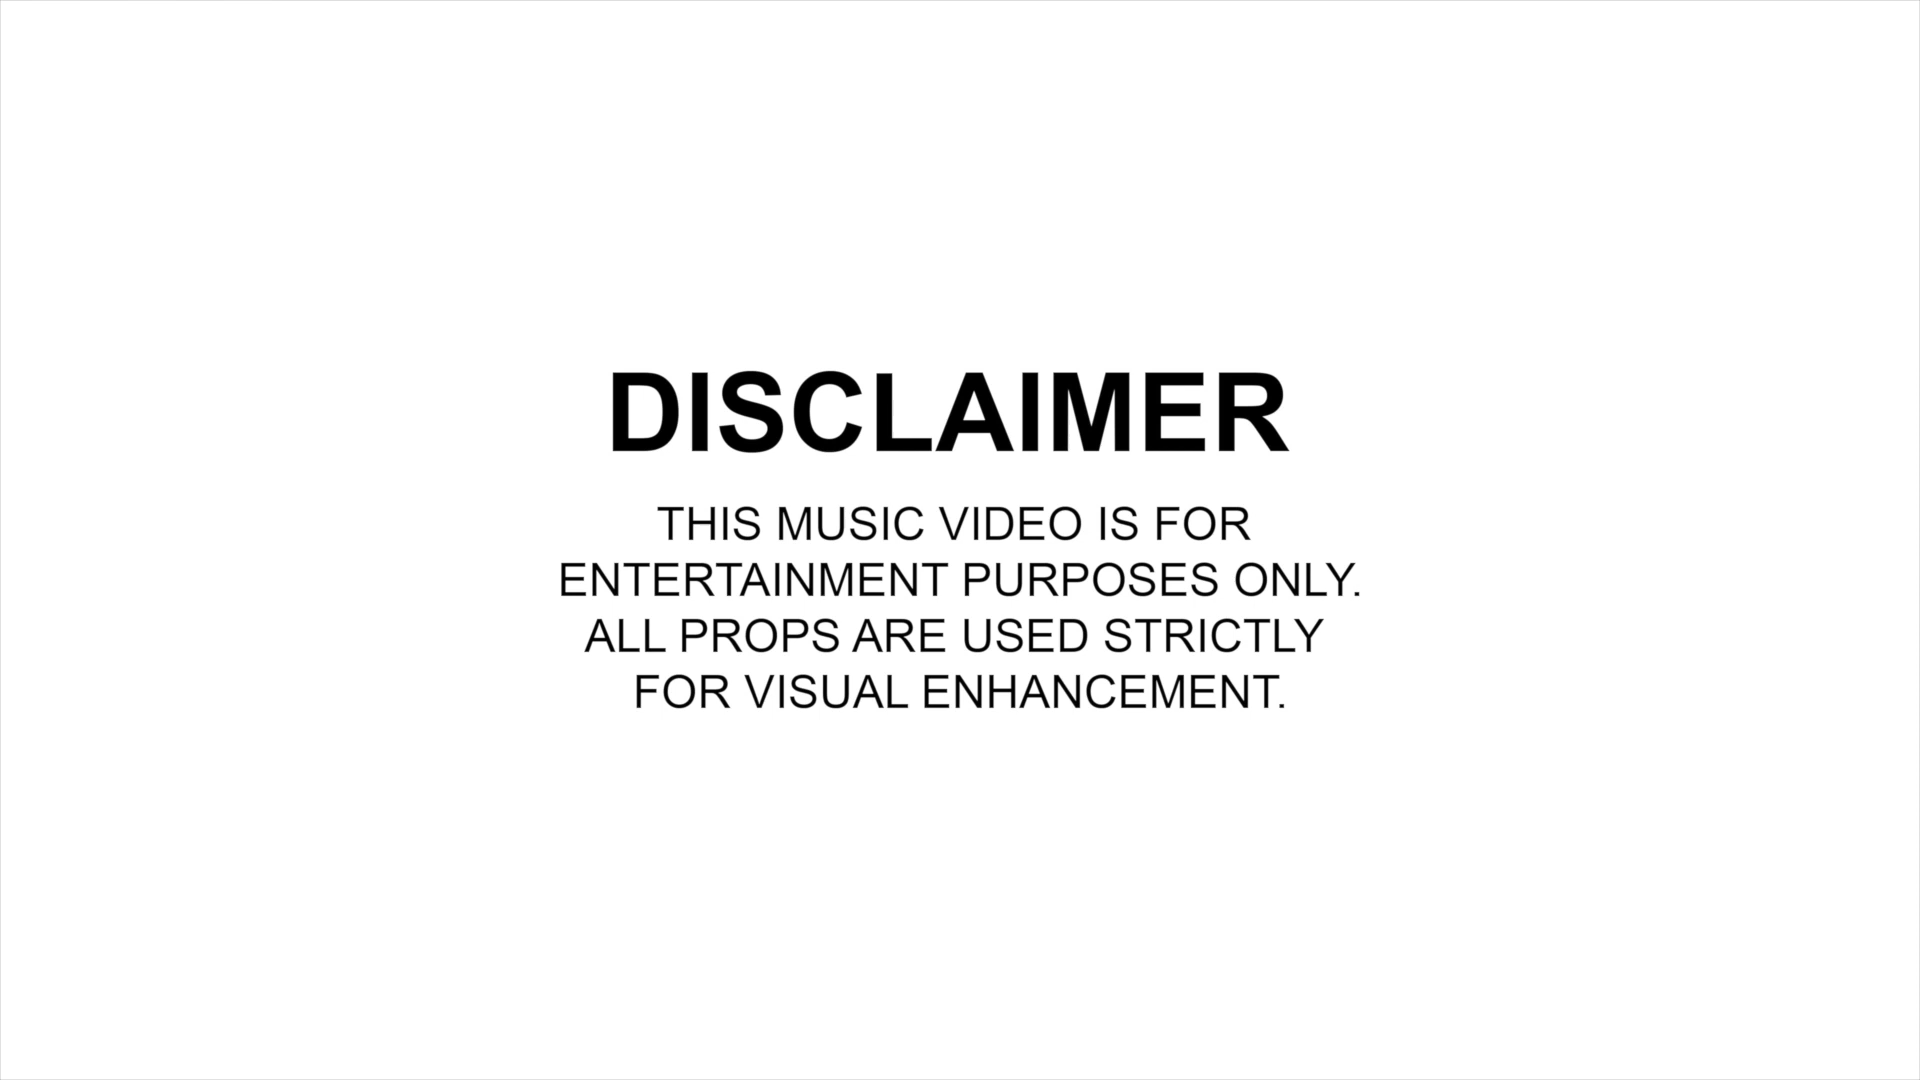 DISCLAIMER
THIS MUSIC VIDEO IS FOR
ENTERTAINMENT PURPOSES ONLY.
ALL PROPS ARE USED STRICTLY
FOR VISUAL ENHANCEMENT.